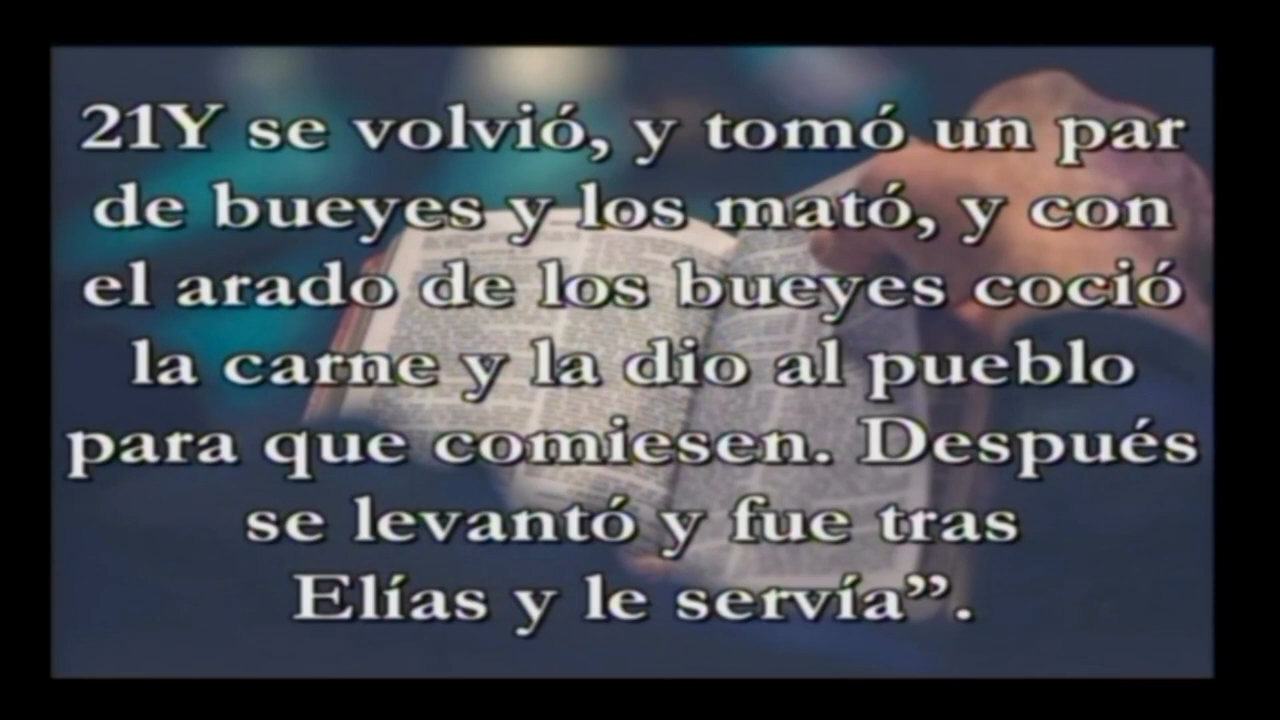 21Y se volvió, y tomó un par
de bueyes y los mató, y con
el arado de los bueyes coció
la carne y la dio al pueblo
para que comiesen. Después
se levantó y fue tras
Elías y le servía”.